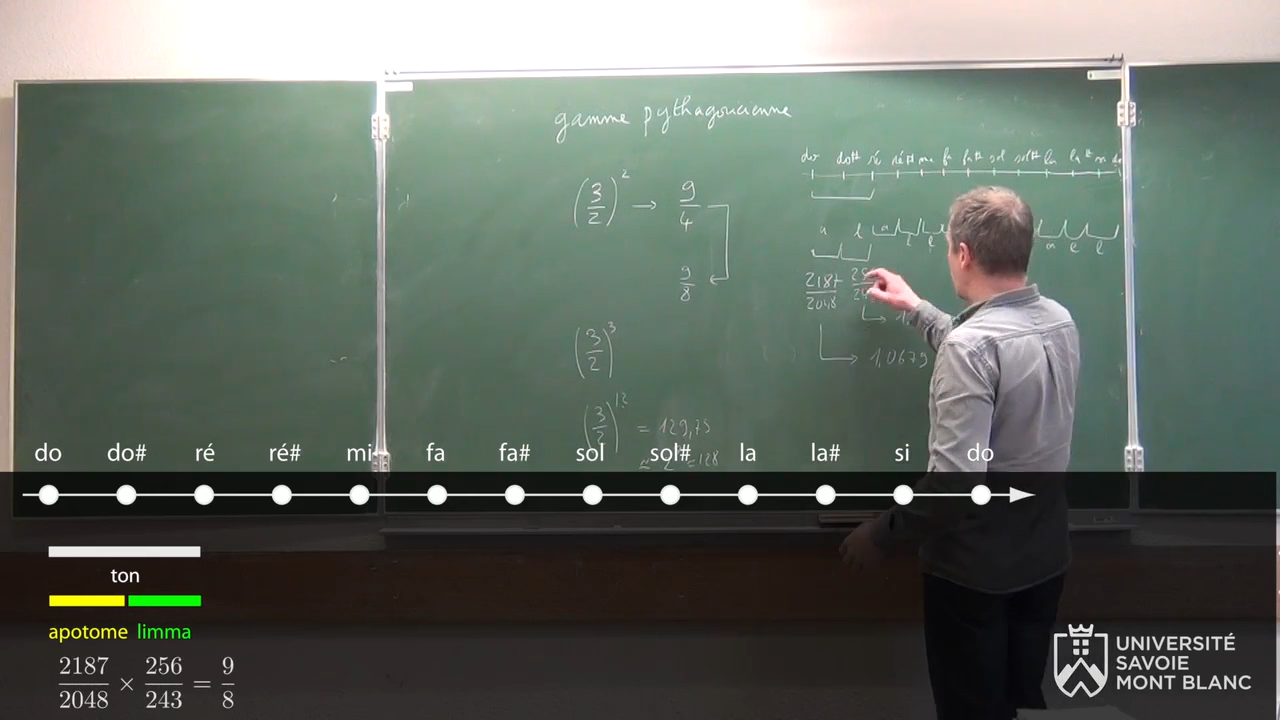 gamme pythagoricienne
do do# ré ré# mi fa fa# sol sol# la la# si do
(3/2)^2 → 9/4
a l a l l a l l
9/8
2187/2048
(3/2)^3
1,0679
(3/2)^12 = 129,75
= 128
do do# ré ré# mi fa fa# sol sol# la la# si do
ton
apotome limma
2187/2048 × 256/243 = 9/8
UNIVERSITÉ
SAVOIE
MONT BLANC